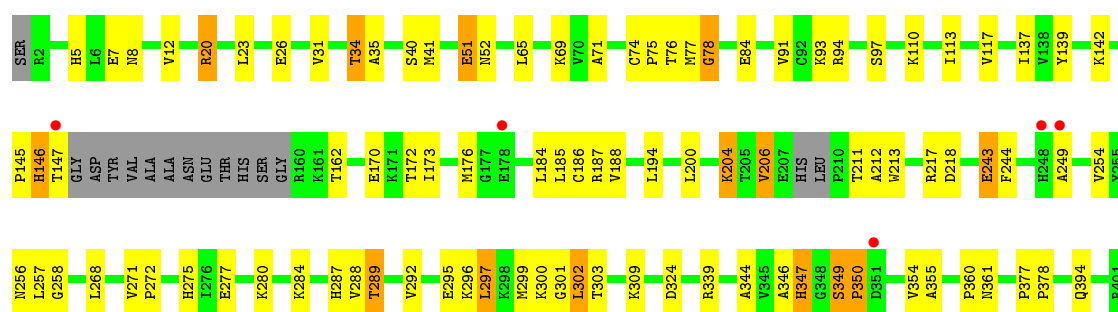 SER R2 H5 L6 E7 N8 V12 R20 L23 E26 V31 T34 A35 S40 M41 E51 N52 L65 K69 V70 A71 C74 P75 T76 M77 G78 E84 V91 C92 K93 R94 S97 K110 I113 V117 I137 V138 Y139 K142
P145 H146 T147 GLY ASP TYR VAL ALA ALA ASN GLU THR HIS SER GLY R160 K161 T162 E170 K171 T172 I173 M176 G177 E178 L184 L185 C186 R187 V188 L194 L200 K204 T205 V206 E207 HIS LEU P210 T211 A212 W213 R217 D218 E243 F244 H248 A249 V254
N256 L257 G258 L268 V271 P272 H275 I276 E277 K280 K284 H287 V288 T289 V292 E295 K296 L297 K298 M299 K300 G301 L302 T303 K309 D324 R339 A344 V345 A346 H347 G348 S349 P350 D351 V354 A355 P360 N361 P377 P378 Q394